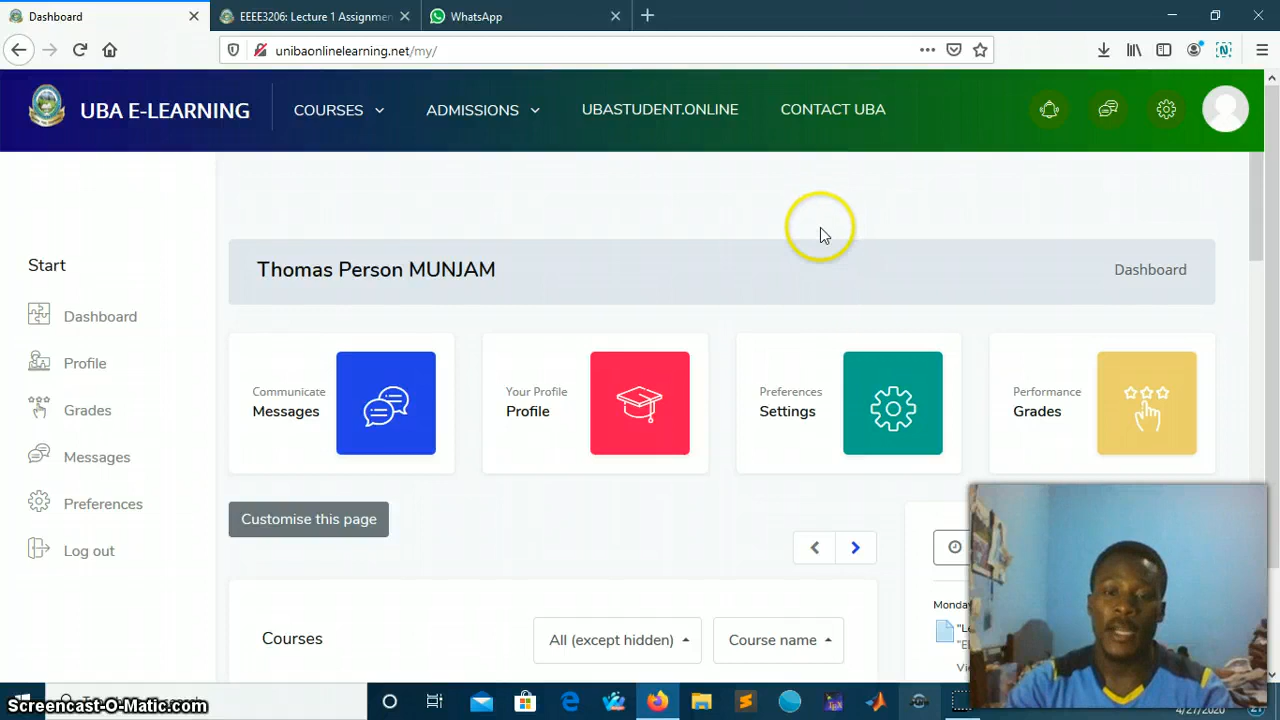 Dashboard
EEEE3206: Lecture 1 Assignmen
WhatsApp
unibaonlinelearning.net/my/
UBA E-LEARNING
COURSES
ADMISSIONS
UBASTUDENT.ONLINE
CONTACT UBA
Start
Dashboard
Profile
Grades
Messages
Preferences
Log out
Thomas Person MUNJAM
Dashboard
Communicate
Messages
Your Profile
Profile
Preferences
Settings
Performance
Grades
Customise this page
Courses
All (except hidden)
Course name
Monday
Screencast-O-Matic.com
4/27/2020